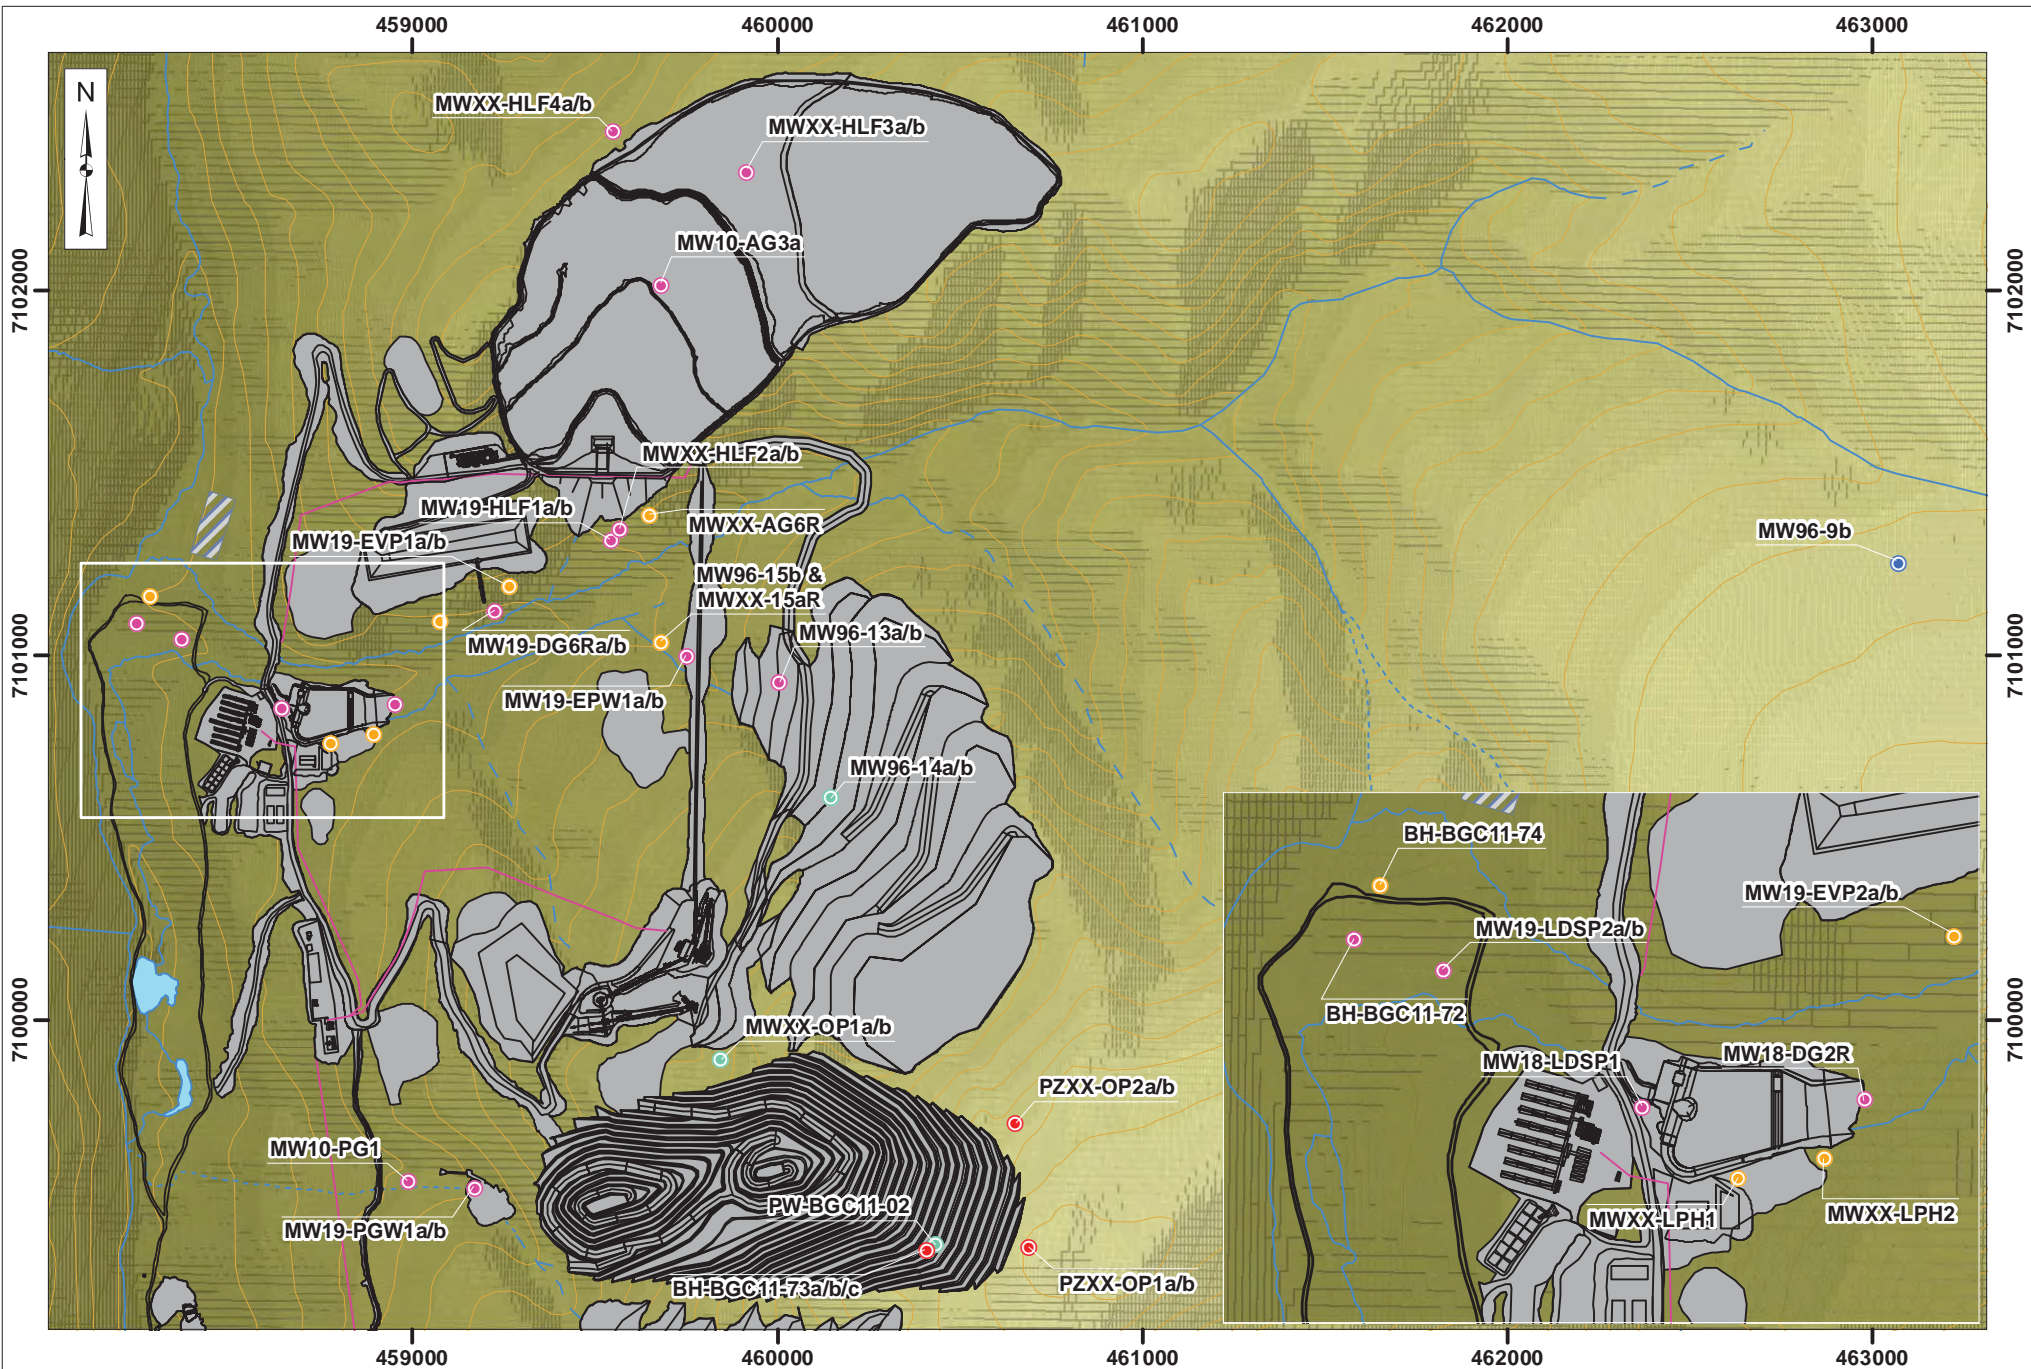 459000
460000
461000
462000
463000
N
MWXX-HLF4a/b
MWXX-HLF3a/b
MW10-AG3a
7102000
7102000
MWXX-HLF2a/b
MW19-HLF1a/b
MWXX-AG6R
MW19-EVP1a/b
MW96-9b
MW96-15b &
MWXX-15aR
MW96-13a/b
MW19-DG6Ra/b
7101000
7101000
MW19-EPW1a/b
MW96-14a/b
BH-BGC11-74
MW19-EVP2a/b
MW19-LDSP2a/b
BH-BGC11-72
7100000
7100000
MWXX-OP1a/b
MW18-LDSP1
MW18-DG2R
PZXX-OP2a/b
MW10-PG1
PW-BGC11-02
MWXX-LPH1
MWXX-LPH2
MW19-PGW1a/b
BH-BGC11-73a/b/c
PZXX-OP1a/b
459000
460000
461000
462000
463000